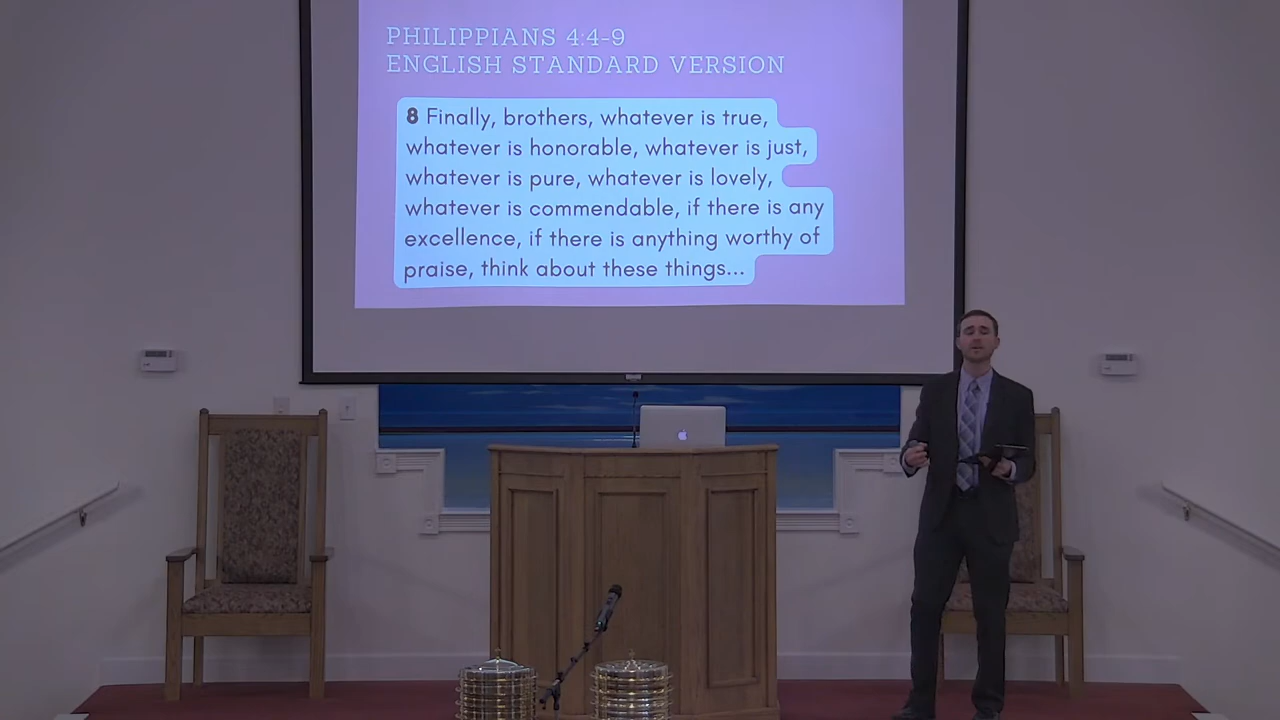 PHILIPPIANS 4:4-9
ENGLISH STANDARD VERSION
8 Finally, brothers, whatever is true,
whatever is honorable, whatever is just,
whatever is pure, whatever is lovely,
whatever is commendable, if there is any
excellence, if there is anything worthy of
praise, think about these things...